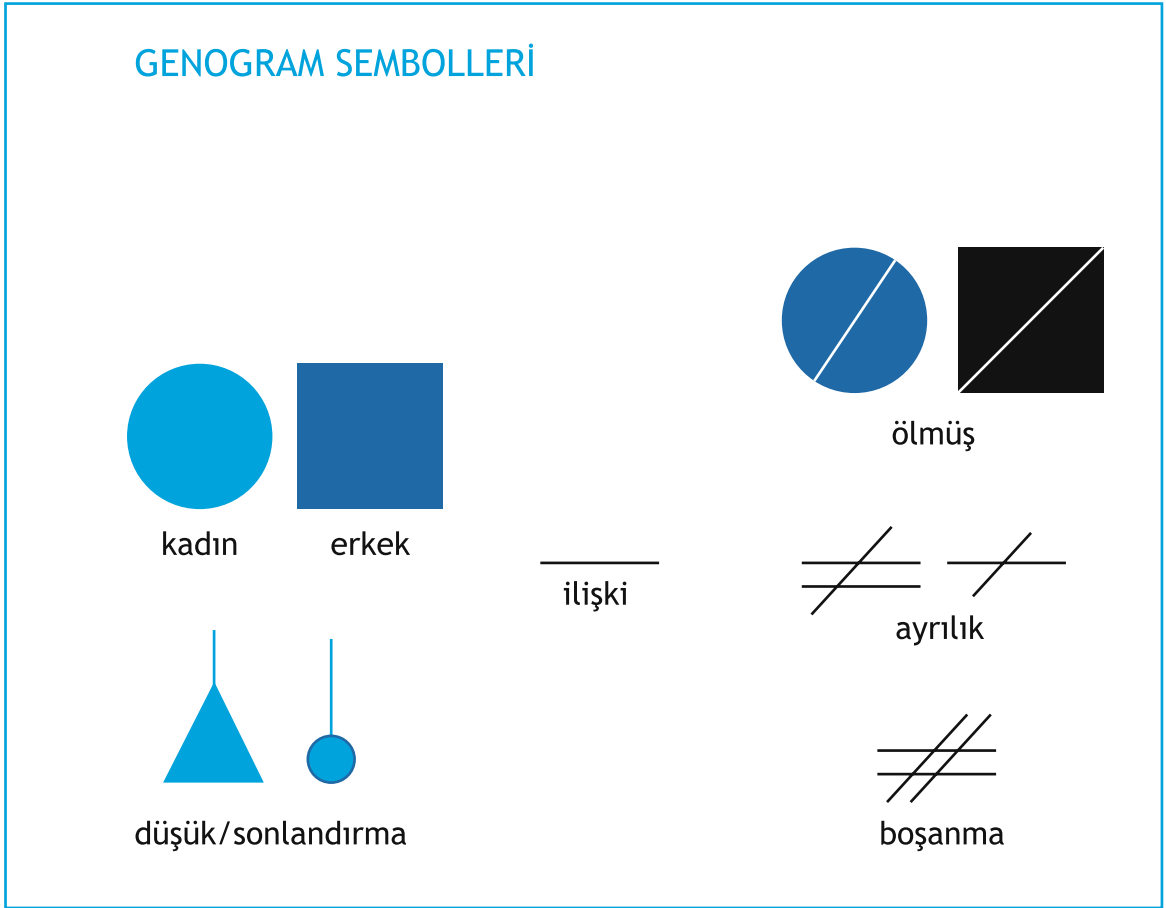 GENOGRAM SEMBOLLERİ
ölmüş
kadın
erkek
ilişki
ayrılık
düşük/sonlandırma
boşanma